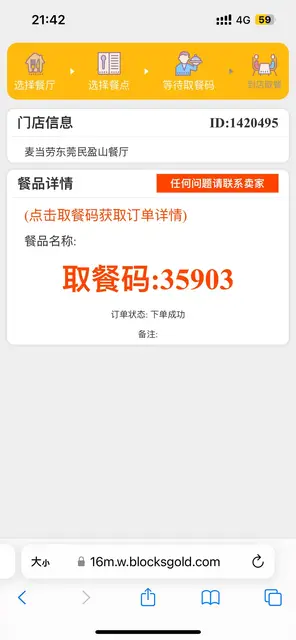 21:42
4G 59
选择餐厅
选择餐点
等待取餐码
到店取餐
门店信息
ID:1420495
麦当劳东莞民盈山餐厅
餐品详情
任何问题请联系卖家
(点击取餐码获取订单详情)
餐品名称:
取餐码:35903
订单状态: 下单成功
备注:
大小
16m.w.blocksgold.com